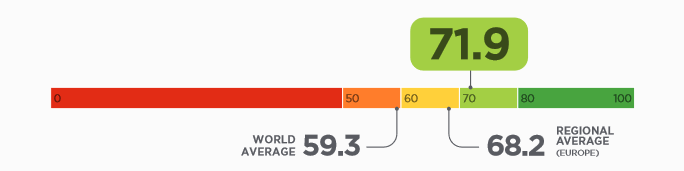 71.9
0 50 60 70 80 100
WORLD
AVERAGE 59.3
68.2 REGIONAL
AVERAGE
(EUROPE)